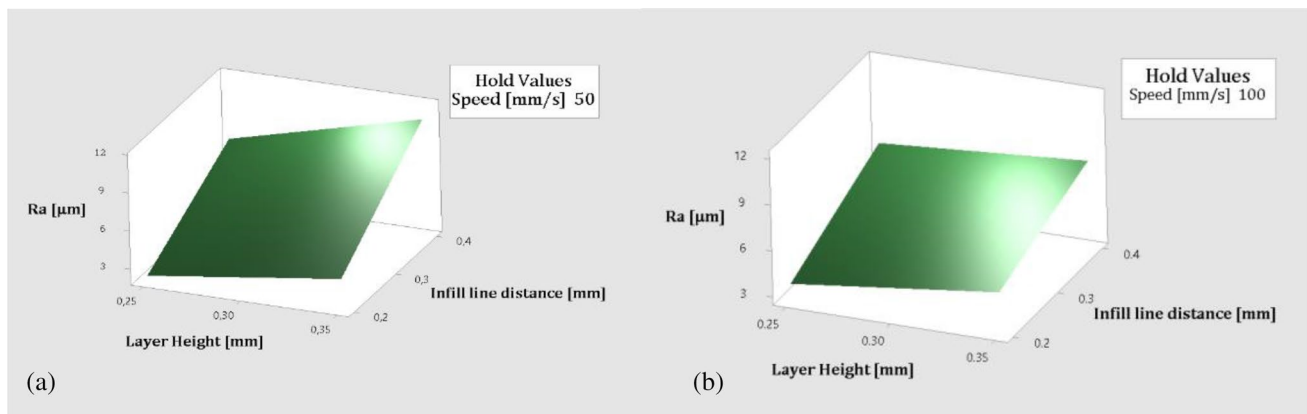 Hold Values
Speed [mm/s] 50
12
9
6
3
Ra [µm]
0,25
0,30
0,35
Layer Height [mm]
0,2
0,3
0,4
Infill line distance [mm]
(a)
Hold Values
Speed [mm/s] 100
12
9
6
3
Ra [µm]
0.25
0.30
0.35
Layer Height [mm]
0.2
0.3
0.4
Infill line distance [mm]
(b)